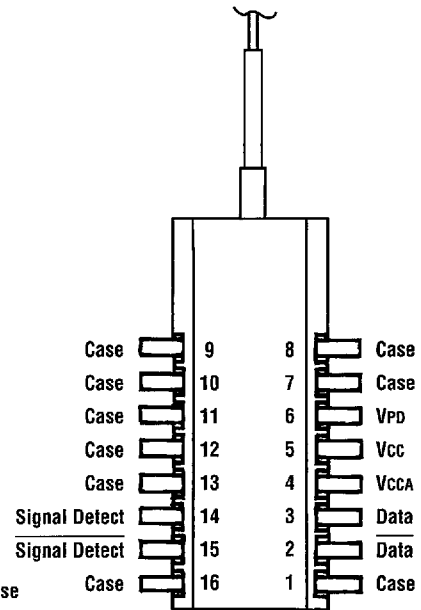 Case 9 8 Case
Case 10 7 Case
Case 11 6 VPD
Case 12 5 VCC
Case 13 4 VCCA
Signal Detect 14 3 Data
Signal Detect 15 2 Data
Case 16 1 Case
se